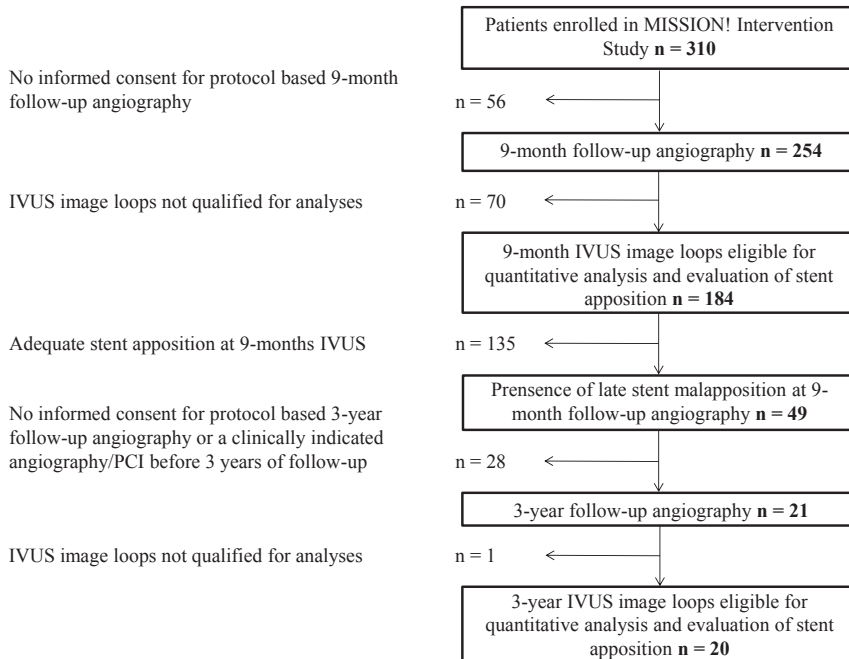 Patients enrolled in MISSION! Intervention
Study n = 310
No informed consent for protocol based 9-month
follow-up angiography
n = 56
9-month follow-up angiography n = 254
IVUS image loops not qualified for analyses
n = 70
9-month IVUS image loops eligible for
quantitative analysis and evaluation of stent
apposition n = 184
Adequate stent apposition at 9-months IVUS
n = 135
Prensence of late stent malapposition at 9-
month follow-up angiography n = 49
No informed consent for protocol based 3-year
follow-up angiography or a clinically indicated
angiography/PCI before 3 years of follow-up
n = 28
3-year follow-up angiography n = 21
IVUS image loops not qualified for analyses
n = 1
3-year IVUS image loops eligible for
quantitative analysis and evaluation of stent
apposition n = 20